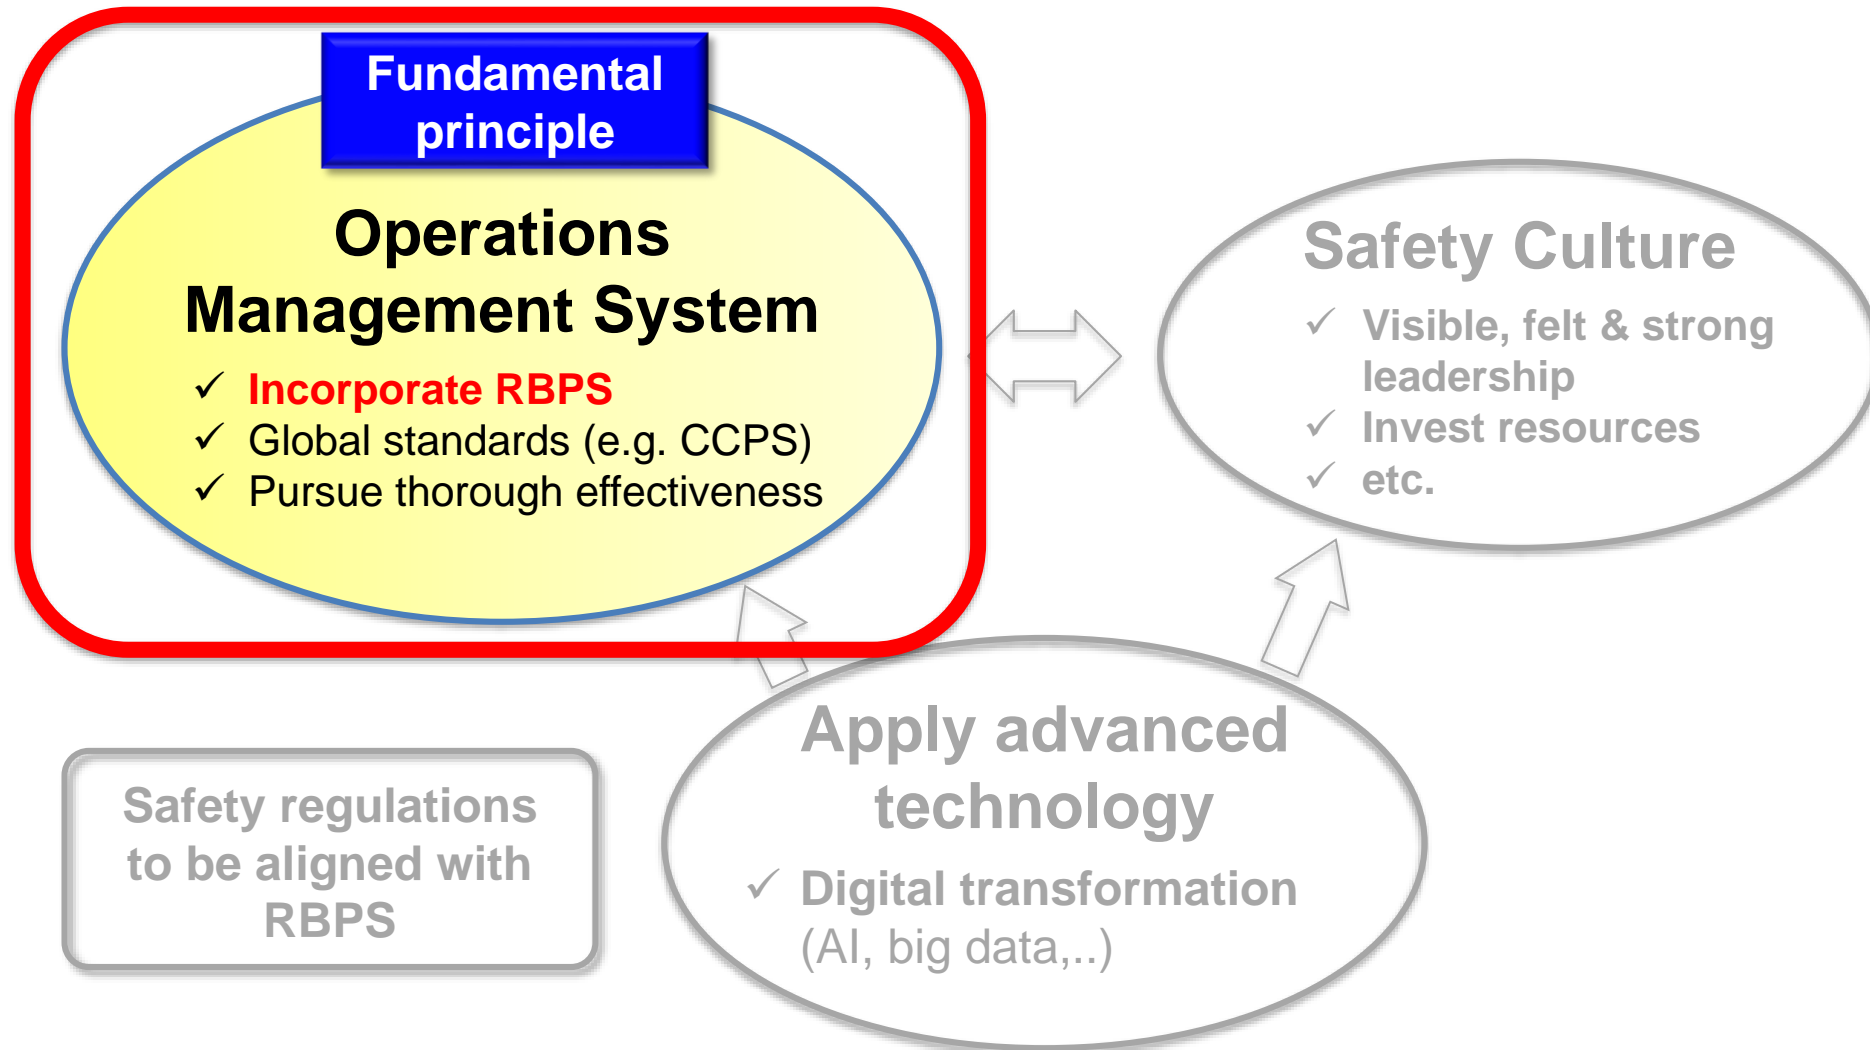 Fundamental
principle
Operations
Management System
✓ Incorporate RBPS
✓ Global standards (e.g. CCPS)
✓ Pursue thorough effectiveness
Safety Culture
✓ Visible, felt & strong
leadership
✓ Invest resources
✓ etc.
Apply advanced
technology
✓ Digital transformation
(AI, big data,..)
Safety regulations
to be aligned with
RBPS